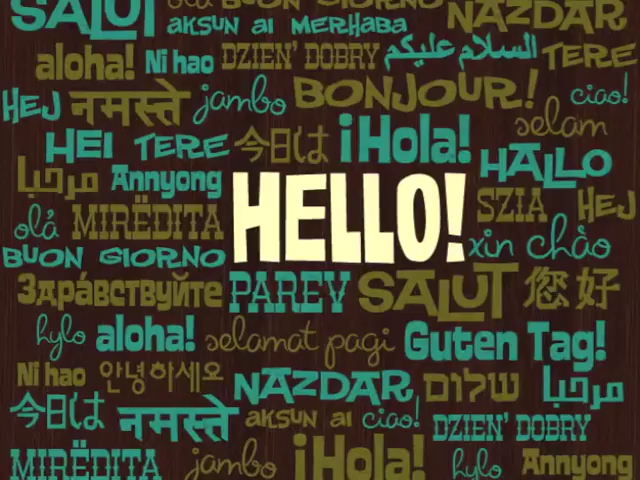 SALUT olá BUON GIORNO NAZDAR
aksun ai MERHABA
aloha! Ni hao DZIEN' DOBRY السلام عليكم TERE
HEJ नमस्ते jambo BONJOUR! ciao!
selam
HEI TERE 今日は ¡Hola! HALLO
مرحبا Annyong HELLO! SZIA HEJ
olá MIRËDITA xin chào
BUON GIORNO
Здрáвствуйте PAREV SALUT 您好
hylo aloha! selamat pagi Guten Tag!
Ni hao 안녕하세요 NAZDAR שלום مرحبا
今日は नमस्ते AKSUN AI ciao! DZIEN' DOBRY
MIRËDITA jambo ¡Hola! hylo Annyong